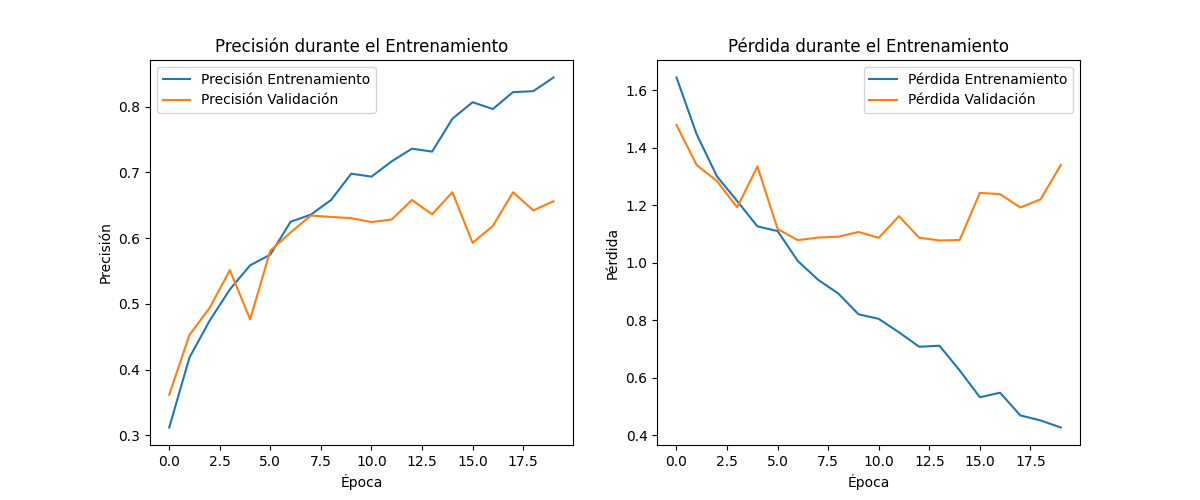 Precisión durante el Entrenamiento
Precisión Entrenamiento
Precisión Validación
Precisión
0.8
0.7
0.6
0.5
0.4
0.3
0.0 2.5 5.0 7.5 10.0 12.5 15.0 17.5
Época
Pérdida durante el Entrenamiento
Pérdida Entrenamiento
Pérdida Validación
Pérdida
1.6
1.4
1.2
1.0
0.8
0.6
0.4
0.0 2.5 5.0 7.5 10.0 12.5 15.0 17.5
Época